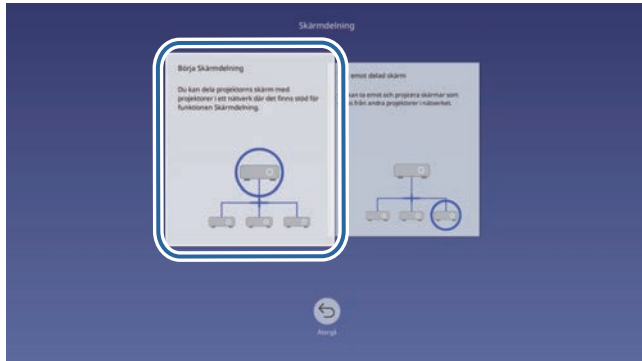 Skärmdelning
Börja Skärmdelning
Du kan dela projektorns skärm med
projektorer i ett nätverk där det finns stöd för
funktionen Skärmdelning.
emot delad skärm
kan ta emot och projicera skärmar som
från andra projektorer i nätverket.
Återgå